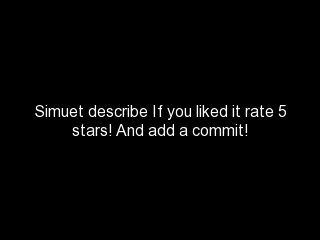 Simuet describe If you liked it rate 5
stars! And add a commit!